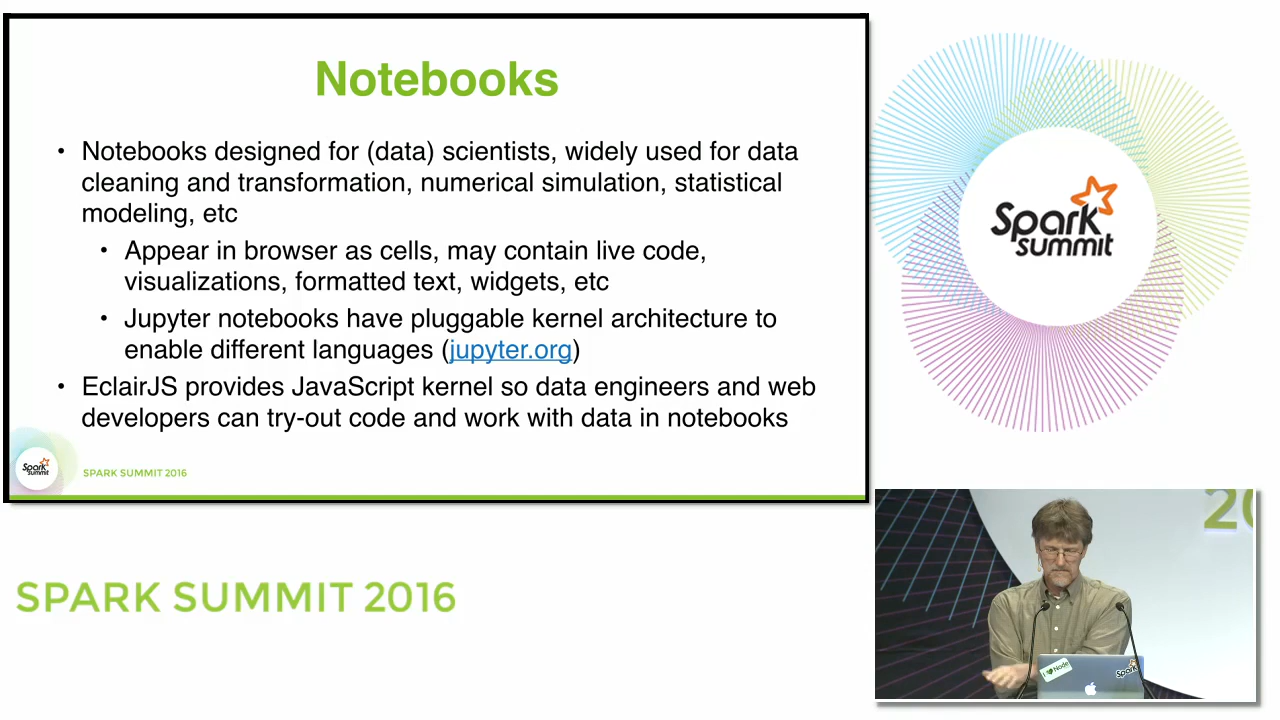 Notebooks
• Notebooks designed for (data) scientists, widely used for data
cleaning and transformation, numerical simulation, statistical
modeling, etc
• Appear in browser as cells, may contain live code,
visualizations, formatted text, widgets, etc
• Jupyter notebooks have pluggable kernel architecture to
enable different languages (jupyter.org)
• EclairJS provides JavaScript kernel so data engineers and web
developers can try-out code and work with data in notebooks
Spark
summit
SPARK SUMMIT 2016
Spark
summit
SPARK SUMMIT 2016
20
I ♥ Node
Spark